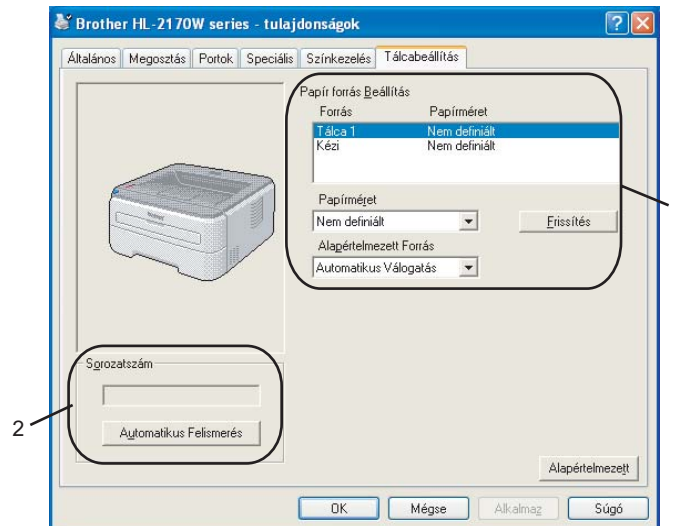 Brother HL-2170W series - tulajdonságok
Általános Megosztás Portok Speciális Színkezelés Tálcabeállítás
Papír forrás Beállítás
Forrás Papírméret
Tálca 1 Nem definiált
Kézi Nem definiált
Papírméret
Nem definiált Frissítés
Alapértelmezett Forrás
Automatikus Válogatás
Sorozatszám
2
Automatikus Felismerés
Alapértelmezett
OK Mégse Alkalmaz Súgó